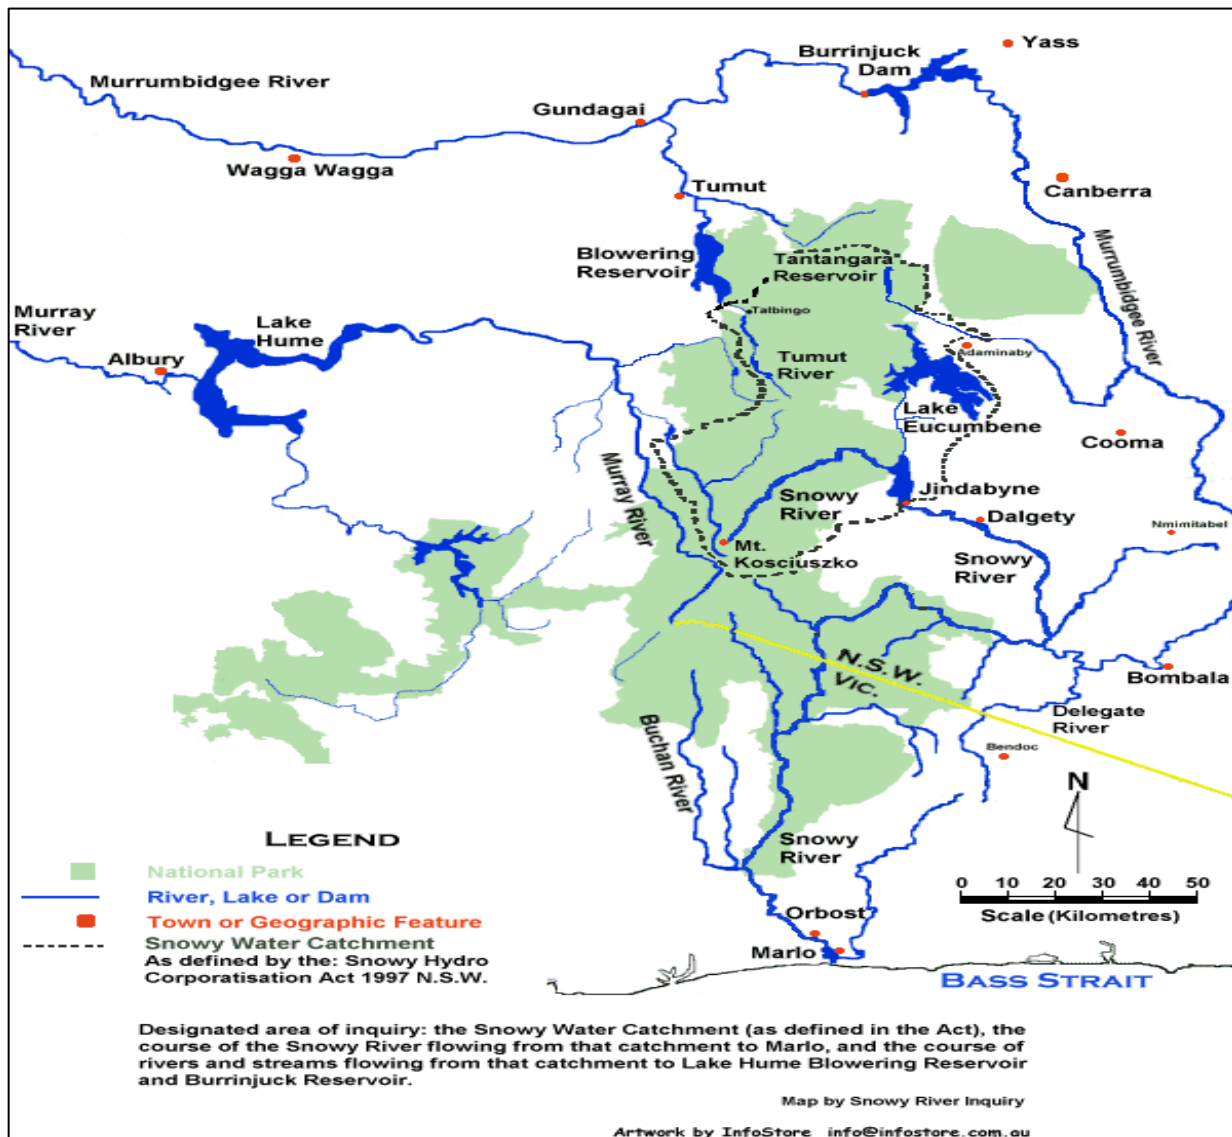 Yass
Burrinjuck
Dam
Murrumbidgee River
Gundagai
Wagga Wagga
Tumut
Canberra
Blowering
Reservoir
Tantangara
Reservoir
Murrumbidgee River
Murray
River
Lake
Hume
Talbingo
Albury
Tumut
River
Adaminaby
Lake
Eucumbene
Cooma
Murray River
Snowy
River
Jindabyne
Dalgety
Nmimitabel
Mt.
Kosciuszko
Snowy
River
N.S.W.
VIC.
Bombala
Delegate
River
Buchan River
Bendoc
N
LEGEND
National Park
River, Lake or Dam
Town or Geographic Feature
Snowy Water Catchment
As defined by the: Snowy Hydro
Corporatisation Act 1997 N.S.W.
Snowy
River
0 10 20 30 40 50
Scale (Kilometres)
Orbost
Marlo
BASS STRAIT
Designated area of inquiry: the Snowy Water Catchment (as defined in the Act), the
course of the Snowy River flowing from that catchment to Marlo, and the course of
rivers and streams flowing from that catchment to Lake Hume Blowering Reservoir
and Burrinjuck Reservoir.
Map by Snowy River Inquiry
Artwork by InfoStore info@infostore.com.au